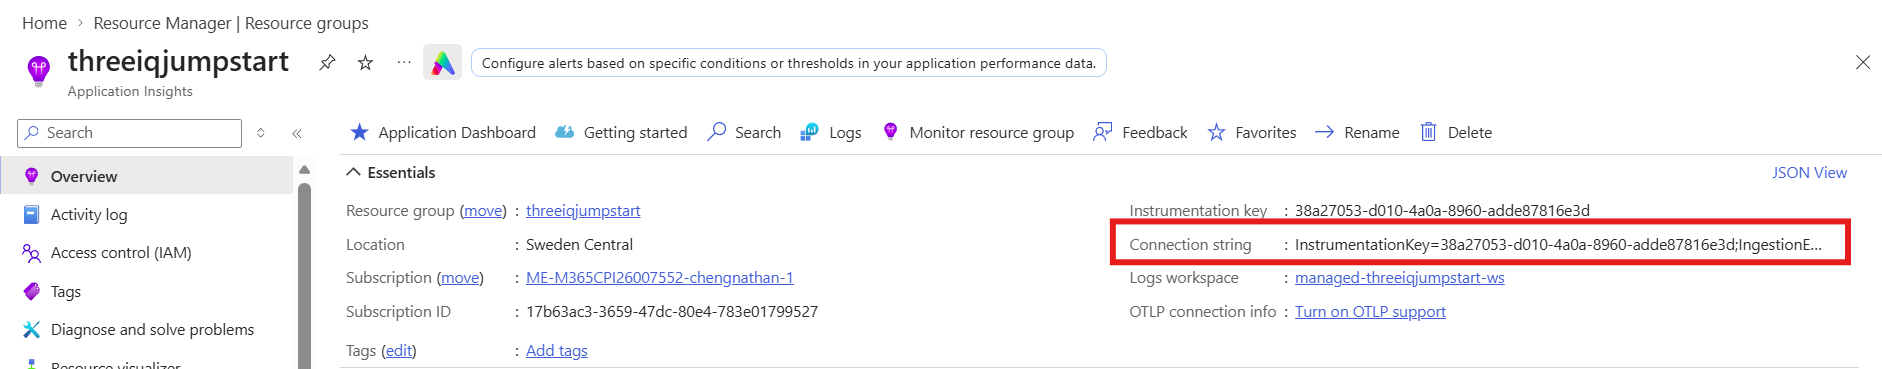 Home > Resource Manager | Resource groups
threeiqjumpstart
Configure alerts based on specific conditions or thresholds in your application performance data.
Application Insights
Search
Application Dashboard Getting started Search Logs Monitor resource group Feedback Favorites Rename Delete
Overview
Activity log
Access control (IAM)
Tags
Diagnose and solve problems
Resource visualizer
Essentials
JSON View
Resource group (move) : threeiqjumpstart
Location : Sweden Central
Subscription (move) : ME-M365CPI26007552-chengnathan-1
Subscription ID : 17b63ac3-3659-47dc-80e4-783e01799527
Tags (edit) : Add tags
Instrumentation key : 38a27053-d010-4a0a-8960-adde87816e3d
Connection string : InstrumentationKey=38a27053-d010-4a0a-8960-adde87816e3d;IngestionE...
Logs workspace : managed-threeiqjumpstart-ws
OTLP connection info : Turn on OTLP support